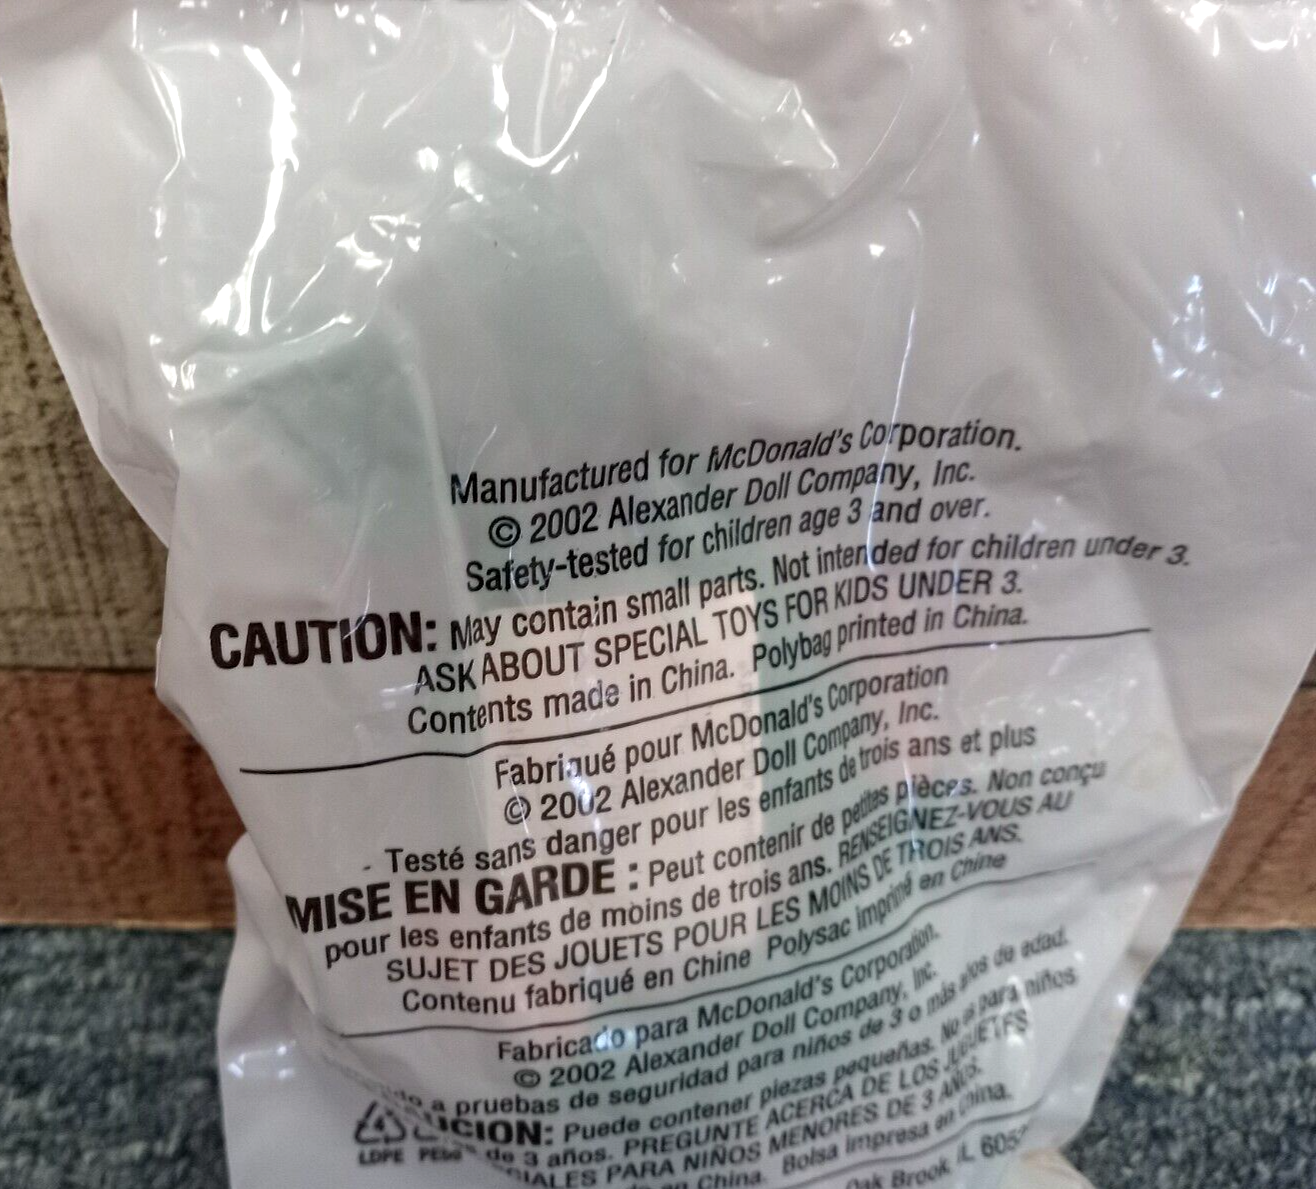 Manufactured for McDonald's Corporation.
© 2002 Alexander Doll Company, Inc.
Safety-tested for children age 3 and over.
CAUTION: May contain small parts. Not intended for children under 3.
ASK ABOUT SPECIAL TOYS FOR KIDS UNDER 3.
Contents made in China. Polybag printed in China.
Fabriqué pour McDonald's Corporation
© 2002 Alexander Doll Company, Inc.
Testé sans danger pour les enfants de trois ans et plus
MISE EN GARDE : Peut contenir de petites pièces. Non conçu
pour les enfants de moins de trois ans. RENSEIGNEZ-VOUS AU
SUJET DES JOUETS POUR LES MOINS DE TROIS ANS.
Contenu fabriqué en Chine Polysac imprimé en Chine
Fabricado para McDonald's Corporation.
© 2002 Alexander Doll Company, Inc.
a pruebas de seguridad para niños de 3 o más años de edad.
Puede contener piezas pequeñas. No es para niños
de 3 años. PREGUNTE ACERCA DE LOS JUGUETES
PARA NIÑOS MENORES DE 3 AÑOS.
en China. Bolsa impresa en China.
Oak Brook, IL
4
LDPE